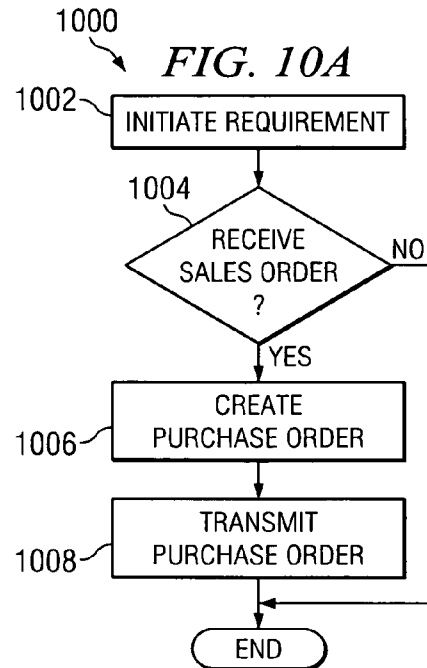 1000
FIG. 10A
1002
INITIATE REQUIREMENT
1004
RECEIVE
SALES ORDER
?
NO
YES
1006
CREATE
PURCHASE ORDER
1008
TRANSMIT
PURCHASE ORDER
END